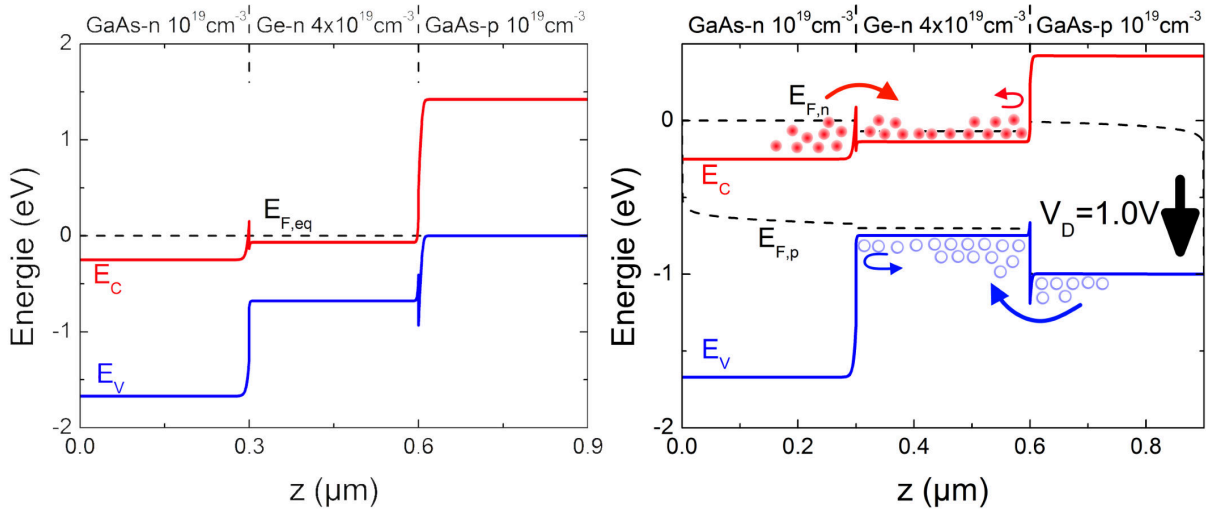 GaAs-n 10¹⁹cm⁻³ Ge-n 4x10¹⁹cm⁻³ GaAs-p 10¹⁹cm⁻³
2
1
0
-1
-2
Energie (eV)
E_F,eq
E_C
E_V
0.0 0.3 0.6 0.9
z (µm)
GaAs-n 10¹⁹cm⁻³ Ge-n 4x10¹⁹cm⁻³ GaAs-p 10¹⁹ cm⁻³
0
-1
-2
Energie (eV)
E_F,n
E_C
V_D=1.0V
E_F,p
E_V
0.0 0.2 0.4 0.6 0.8
z (µm)